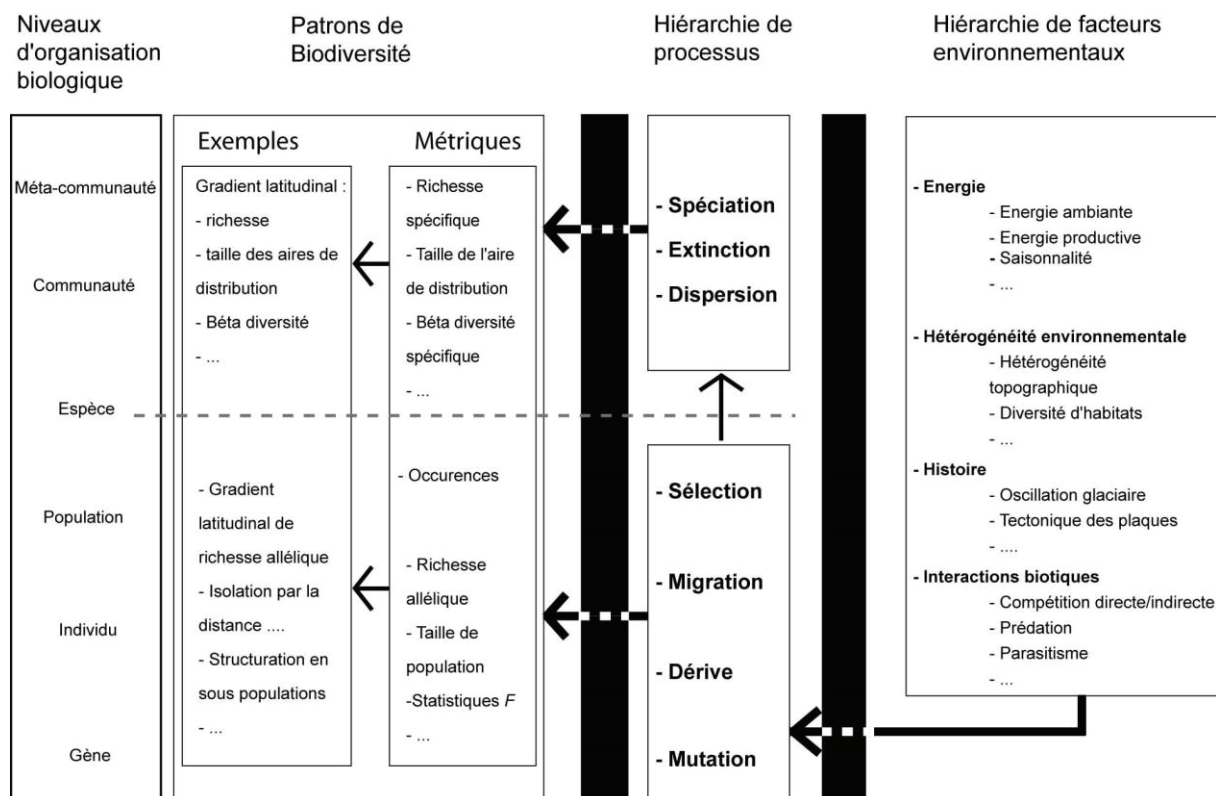 Niveaux
d'organisation
biologique
Patrons de
Biodiversité
Hiérarchie de
processus
Hiérarchie de facteurs
environnementaux
Méta-communauté
Communauté
Espèce
Population
Individu
Gène
Exemples
Gradient latitudinal :
- richesse
- taille des aires de
distribution
- Béta diversité
- ...
- Gradient
latitudinal de
richesse allélique
- Isolation par la
distance ....
- Structuration en
sous populations
- ...
Métriques
- Richesse
spécifique
- Taille de l'aire
de distribution
- Béta diversité
spécifique
- ...
- Occurences
- Richesse
allélique
- Taille de
population
-Statistiques F
- ...
- Spéciation
- Extinction
- Dispersion
- Sélection
- Migration
- Dérive
- Mutation
- Energie
- Energie ambiante
- Energie productive
- Saisonnalité
- ...
- Hétérogénéité environnementale
- Hétérogénéité
topographique
- Diversité d'habitats
- ...
- Histoire
- Oscillation glaciaire
- Tectonique des plaques
- ....
- Interactions biotiques
- Compétition directe/indirecte
- Prédation
- Parasitisme
- ...